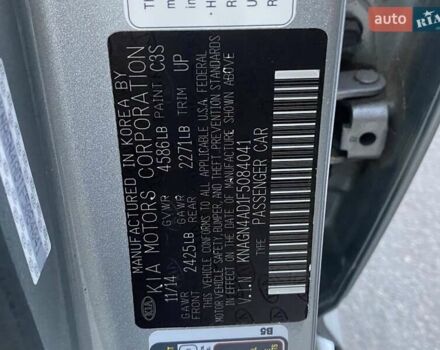 auto RIA
MANUFACTURED IN KOREA BY
KIA MOTORS CORPORATION
11/14 GVWR 4586LB PAINT C3S
GAWR 2425LB GAWR 2271LB TRIM UP
FRONT REAR
THIS VEHICLE CONFORMS TO ALL APPLICABLE U.S.A. FEDERAL
MOTOR VEHICLE SAFETY, BUMPER AND THEFT PREVENTION STANDARDS
IN EFFECT ON THE DATE OF MANUFACTURE SHOWN ABOVE
V.I.N KNAGN4AD1F5084041
PASSENGER CAR
KIA
B5